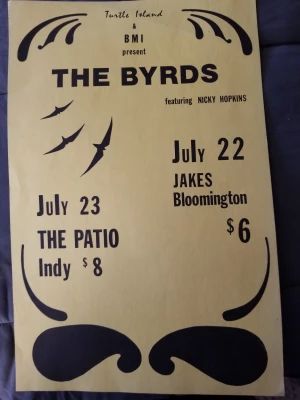 Turtle Island
&
BMI
present
THE BYRDS
featuring NICKY HOPKINS
July 22
JAKES
Bloomington
$6
July 23
THE PATIO
Indy $8